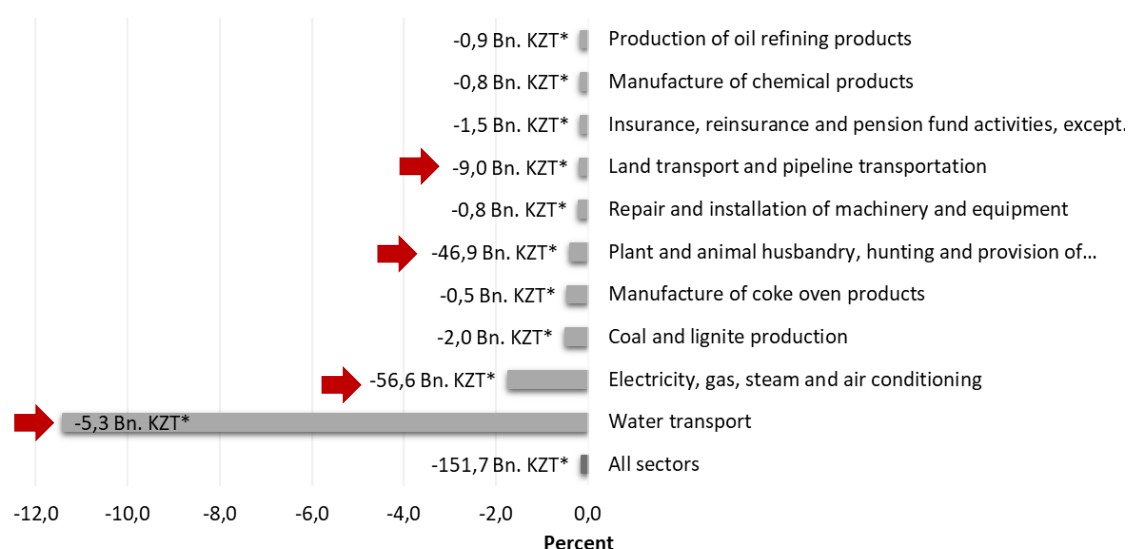 -0,9 Bn. KZT* Production of oil refining products
-0,8 Bn. KZT* Manufacture of chemical products
-1,5 Bn. KZT* Insurance, reinsurance and pension fund activities, except.
-9,0 Bn. KZT* Land transport and pipeline transportation
-0,8 Bn. KZT* Repair and installation of machinery and equipment
-46,9 Bn. KZT* Plant and animal husbandry, hunting and provision of…
-0,5 Bn. KZT* Manufacture of coke oven products
-2,0 Bn. KZT* Coal and lignite production
-56,6 Bn. KZT* Electricity, gas, steam and air conditioning
-5,3 Bn. KZT* Water transport
-151,7 Bn. KZT* All sectors
-12,0 -10,0 -8,0 -6,0 -4,0 -2,0 0,0
Percent